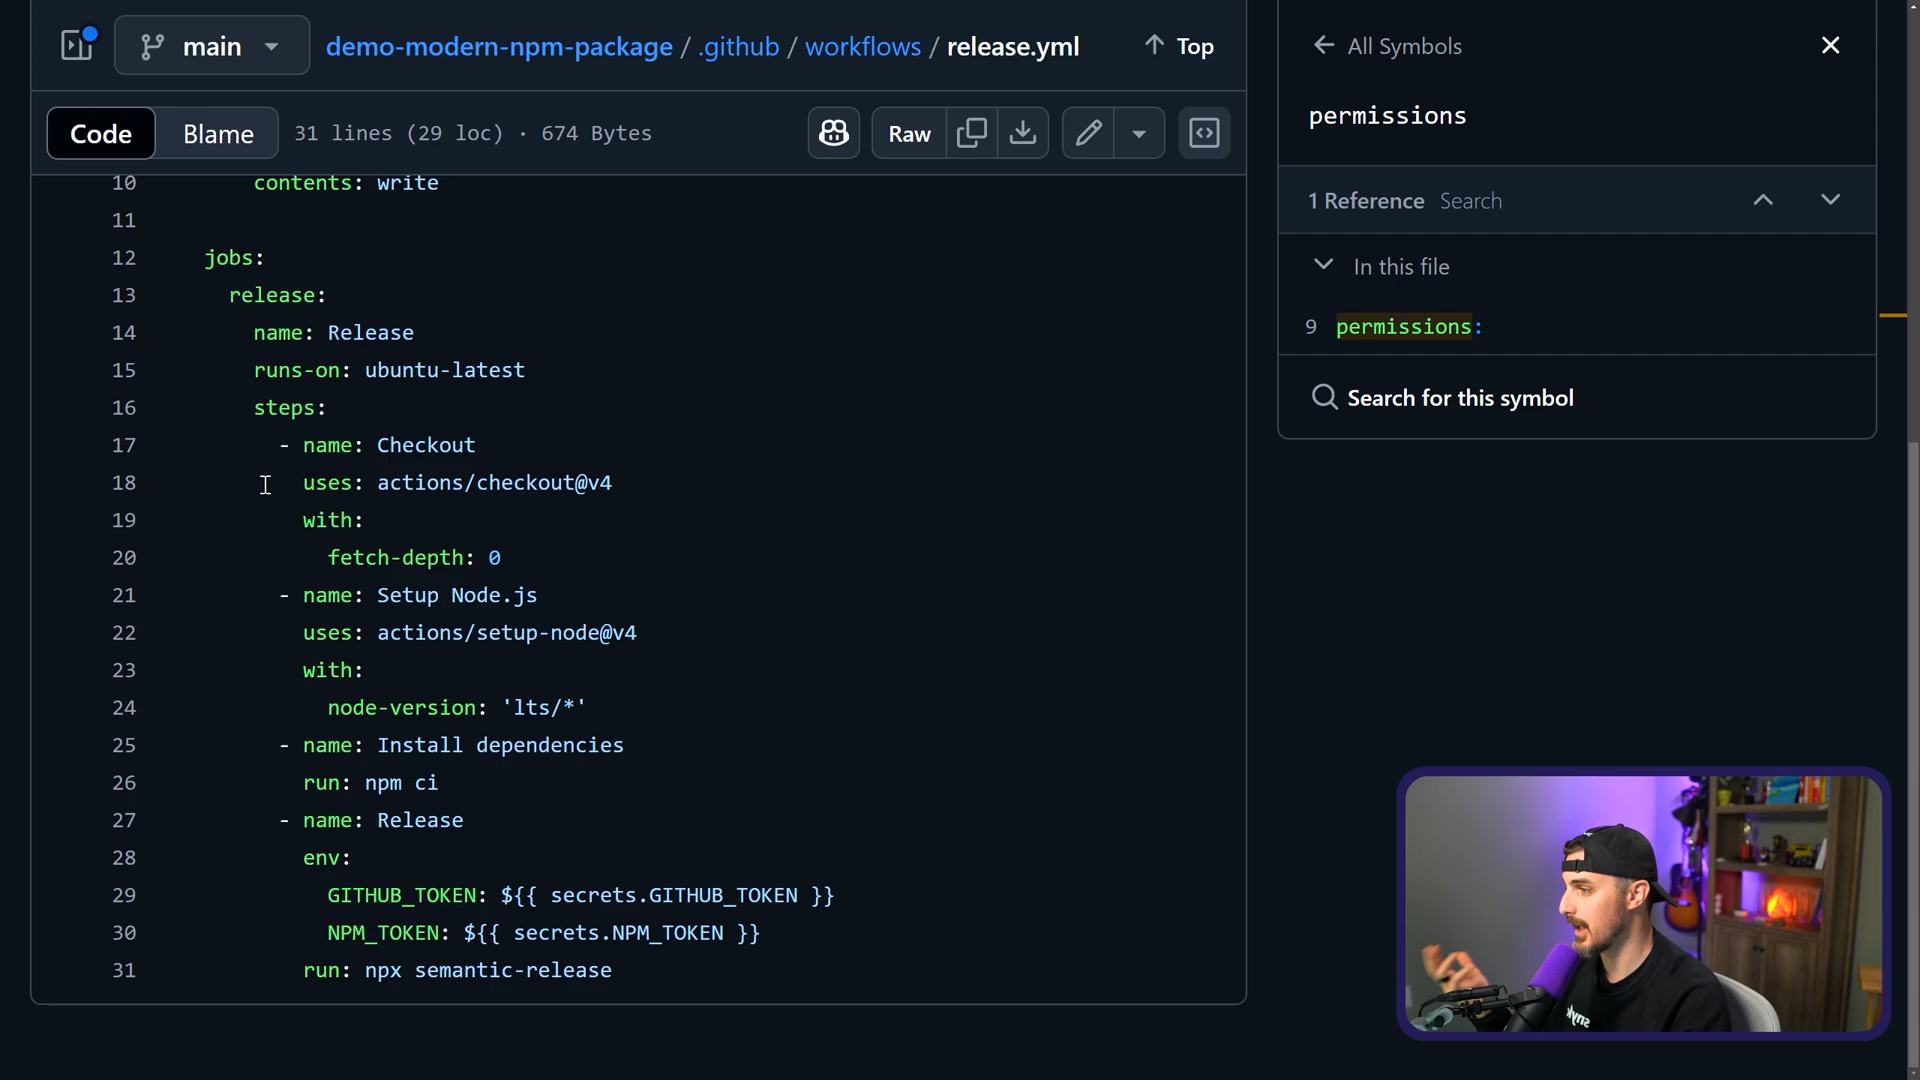 main
demo-modern-npm-package / .github / workflows / release.yml
Top
Code
Blame
31 lines (29 loc) · 674 Bytes
Raw
10 contents: write
11
12 jobs:
13 release:
14 name: Release
15 runs-on: ubuntu-latest
16 steps:
17 - name: Checkout
18 uses: actions/checkout@v4
19 with:
20 fetch-depth: 0
21 - name: Setup Node.js
22 uses: actions/setup-node@v4
23 with:
24 node-version: 'lts/*'
25 - name: Install dependencies
26 run: npm ci
27 - name: Release
28 env:
29 GITHUB_TOKEN: ${{ secrets.GITHUB_TOKEN }}
30 NPM_TOKEN: ${{ secrets.NPM_TOKEN }}
31 run: npx semantic-release
All Symbols
permissions
1 Reference Search
In this file
9 permissions:
Search for this symbol
snyk